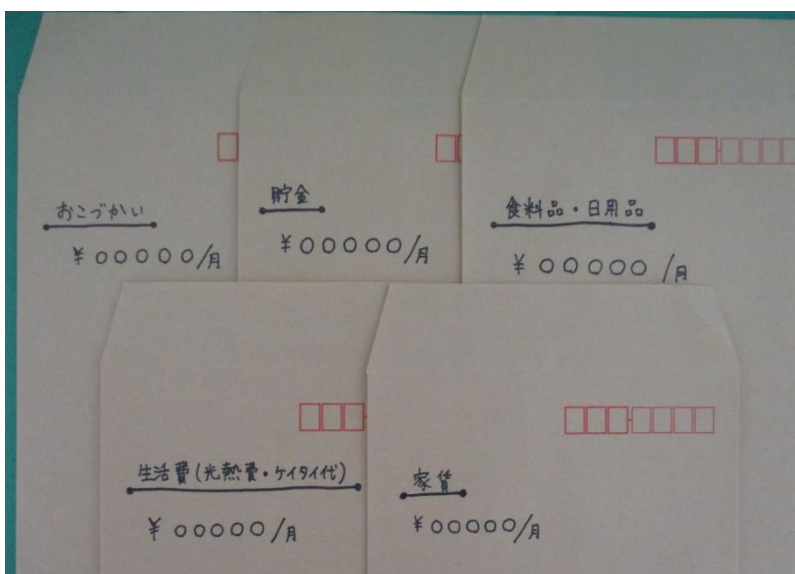 おこづかい
¥00000/月
貯金
¥00000/月
食料品・日用品
¥00000/月
生活費(光熱費・ケイタイ代)
¥00000/月
家賃
¥00000/月